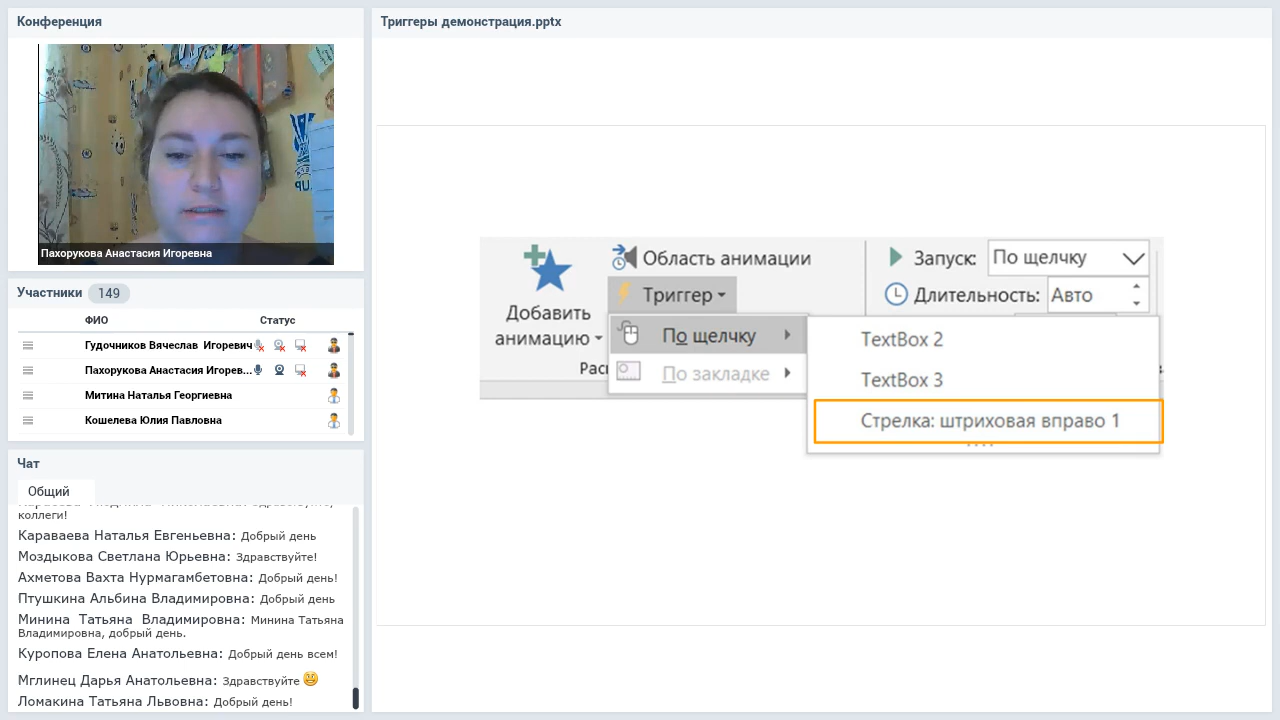 Конференция
Пахорукова Анастасия Игоревна
Участники 149
ФИО Статус
Гудочников Вячеслав Игоревич
Пахорукова Анастасия Игорев...
Митина Наталья Георгиевна
Кошелева Юлия Павловна
Чат
Общий
коллеги!
Караваева Наталья Евгеньевна: Добрый день
Моздыкова Светлана Юрьевна: Здравствуйте!
Ахметова Вахта Нурмагамбетовна: Добрый день!
Птушкина Альбина Владимировна: Добрый день
Минина Татьяна Владимировна: Минина Татьяна
Владимировна, добрый день.
Куропова Елена Анатольевна: Добрый день всем!
Мглинец Дарья Анатольевна: Здравствуйте
Ломакина Татьяна Львовна: Добрый день!
Триггеры демонстрация.pptx
Добавить
анимацию
Область анимации
Триггер
По щелчку
По закладке
Запуск: По щелчку
Длительность: Авто
TextBox 2
TextBox 3
Стрелка: штриховая вправо 1